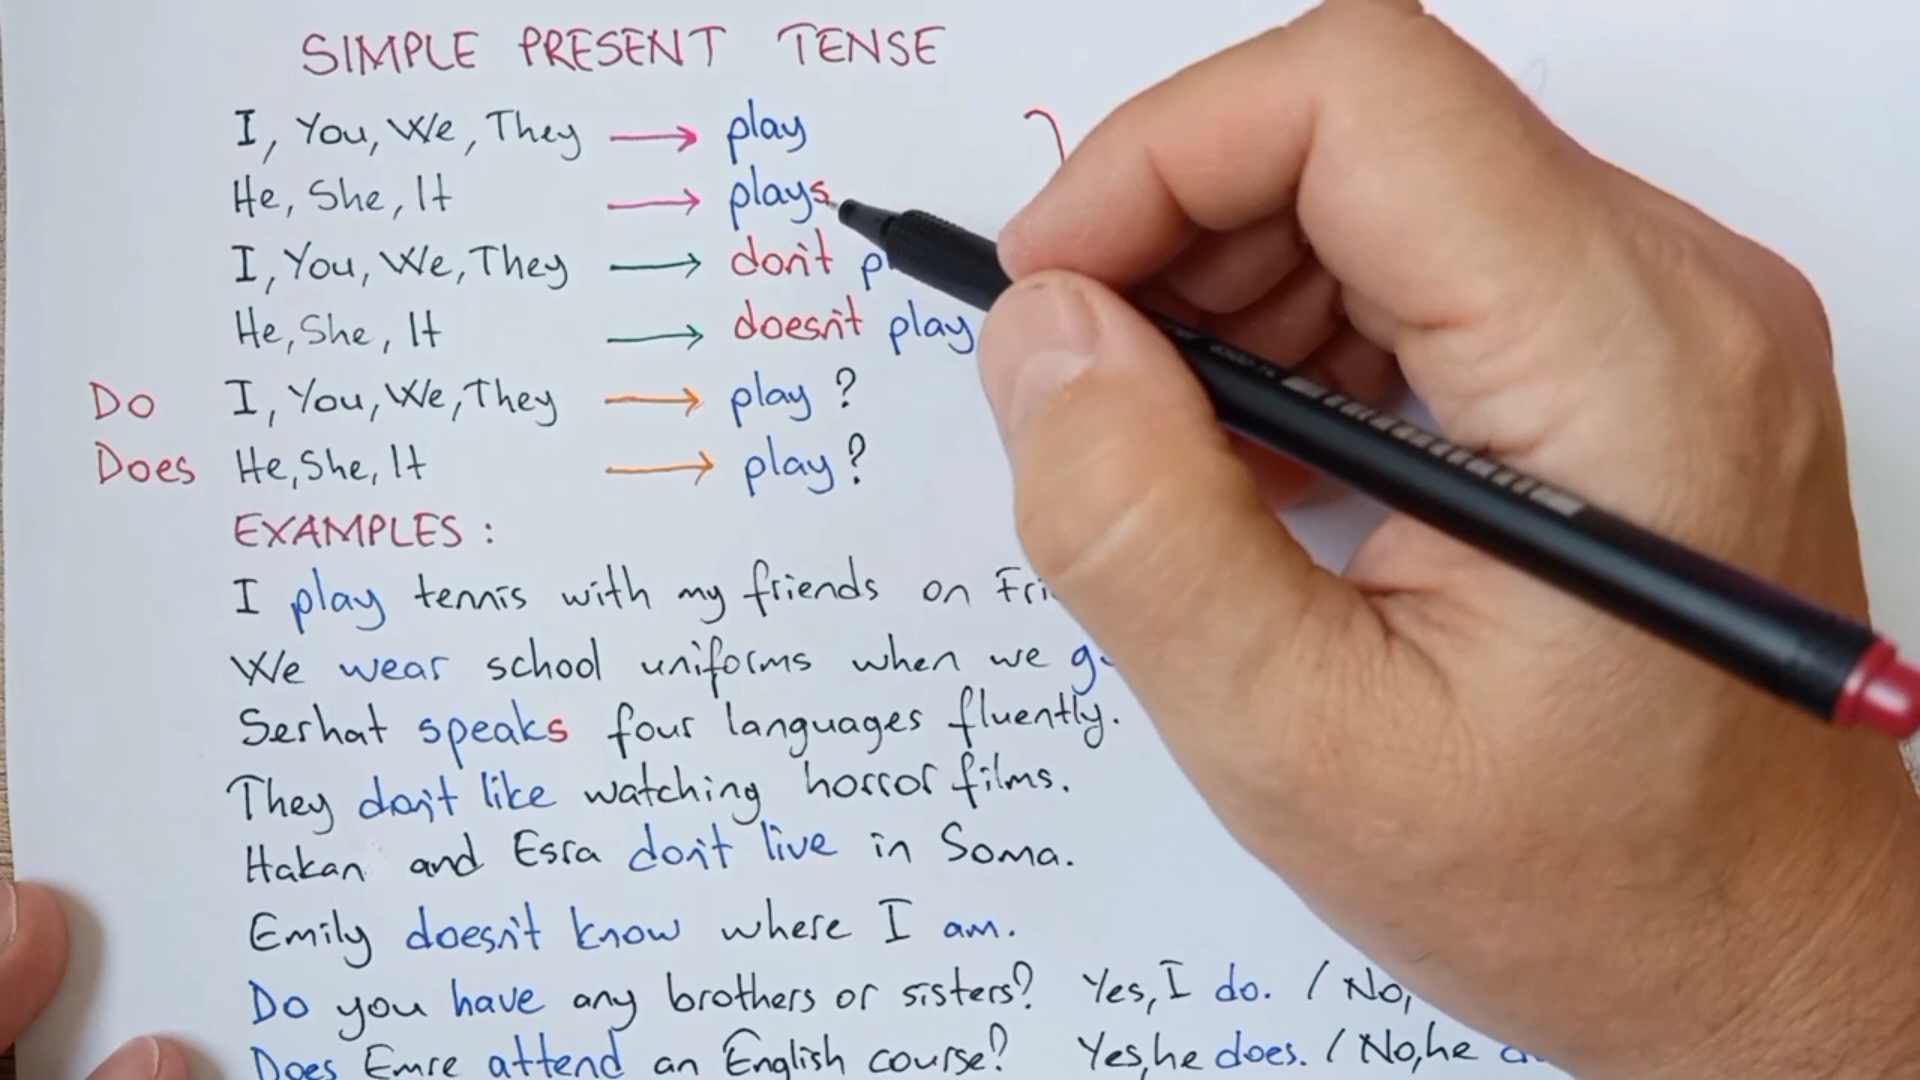 SIMPLE PRESENT TENSE
I, You, We, They → play
He, She, It → plays
I, You, We, They → don't
He, She, It → doesn't play
Do I, You, We, They → play ?
Does He, She, It → play ?
EXAMPLES :
I play tennis with my friends on
We wear school uniforms when we
Serhat speaks four languages fluently.
They don't like watching horror films.
Hakan and Esra don't live in Soma.
Emily doesn't know where I am.
Do you have any brothers or sisters? Yes, I do. / No,
Does Emre attend an English course? Yes, he does. / No, he